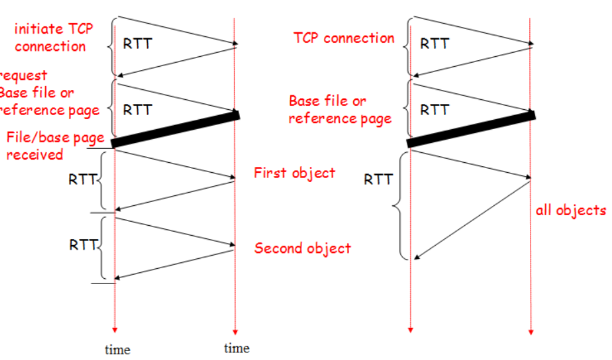 initiate TCP
connection
RTT
request
Base file or
reference page
RTT
File/base page
received
RTT
First object
RTT
Second object
time
time
TCP connection
RTT
Base file or
reference page
RTT
RTT
all objects